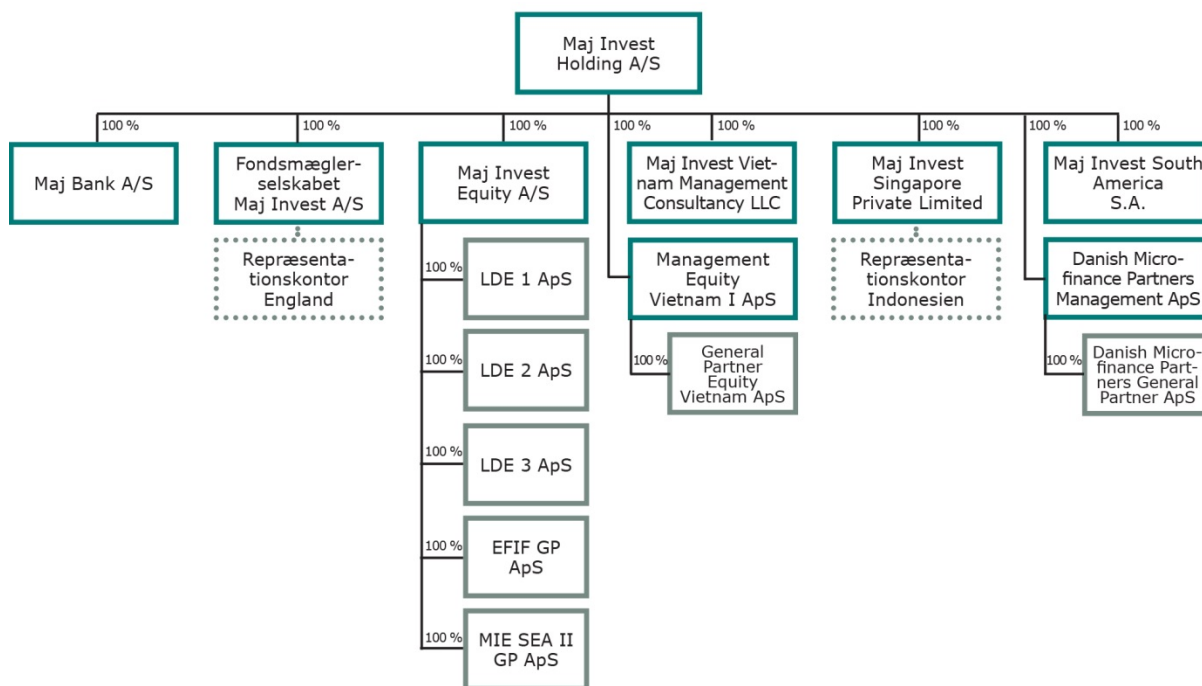 Maj Invest
Holding A/S
100 %
100 %
100 %
100 %
100 %
100 %
100 %
100 %
Maj Bank A/S
Fondsmægler-
selskabet
Maj Invest A/S
Maj Invest
Equity A/S
Maj Invest Viet-
nam Management
Consultancy LLC
Maj Invest
Singapore
Private Limited
Maj Invest South
America
S.A.
Repræsenta-
tionskontor
England
100 %
LDE 1 ApS
Management
Equity
Vietnam I ApS
Repræsenta-
tionskontor
Indonesien
Danish Micro-
finance Partners
Management ApS
100 %
LDE 2 ApS
100 %
General
Partner
Equity
Vietnam ApS
100 %
Danish Micro-
finance Part-
ners General
Partner ApS
100 %
LDE 3 ApS
100 %
EFIF GP
ApS
100 %
MIE SEA II
GP ApS